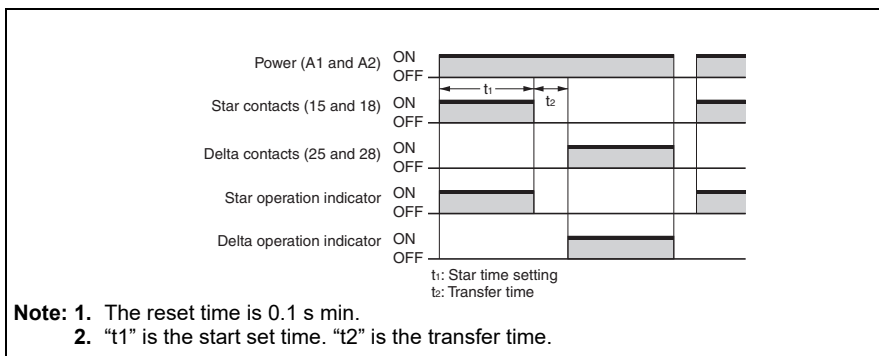 Power (A1 and A2) ON
OFF
t1 t2
Star contacts (15 and 18) ON
OFF
Delta contacts (25 and 28) ON
OFF
Star operation indicator ON
OFF
Delta operation indicator ON
OFF
t1: Star time setting
t2: Transfer time
Note: 1. The reset time is 0.1 s min.
2. “t1” is the start set time. “t2” is the transfer time.